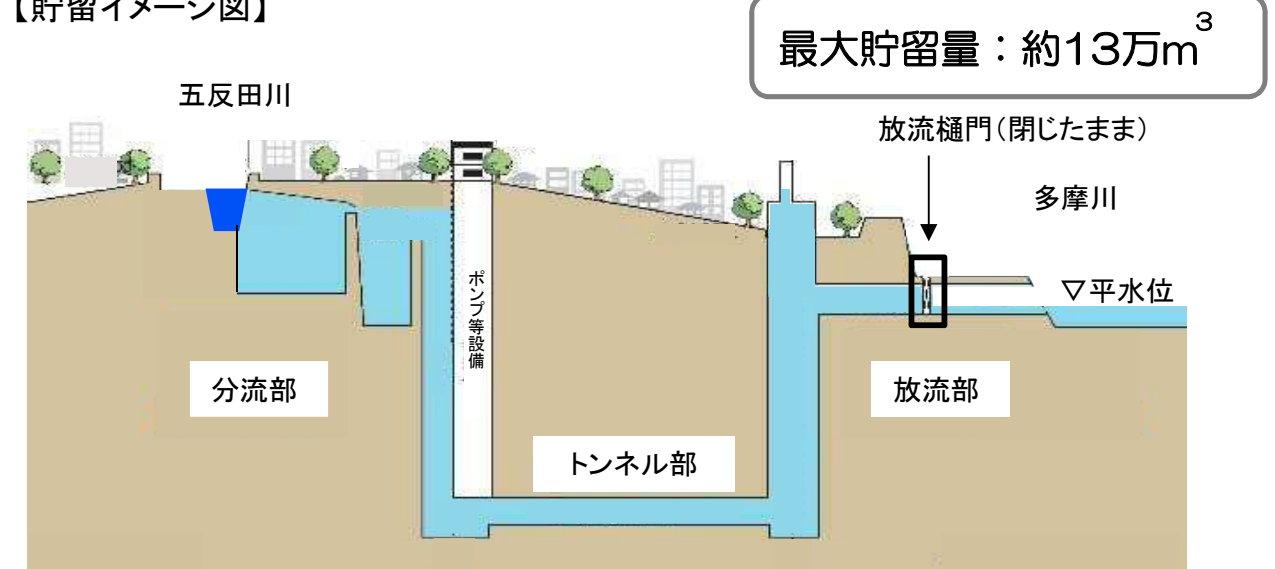 【貯留イメージ図】
最大貯留量：約13万m³
五反田川
放流樋門（閉じたまま）
多摩川
▽平水位
ポンプ等設備
分流部
放流部
トンネル部